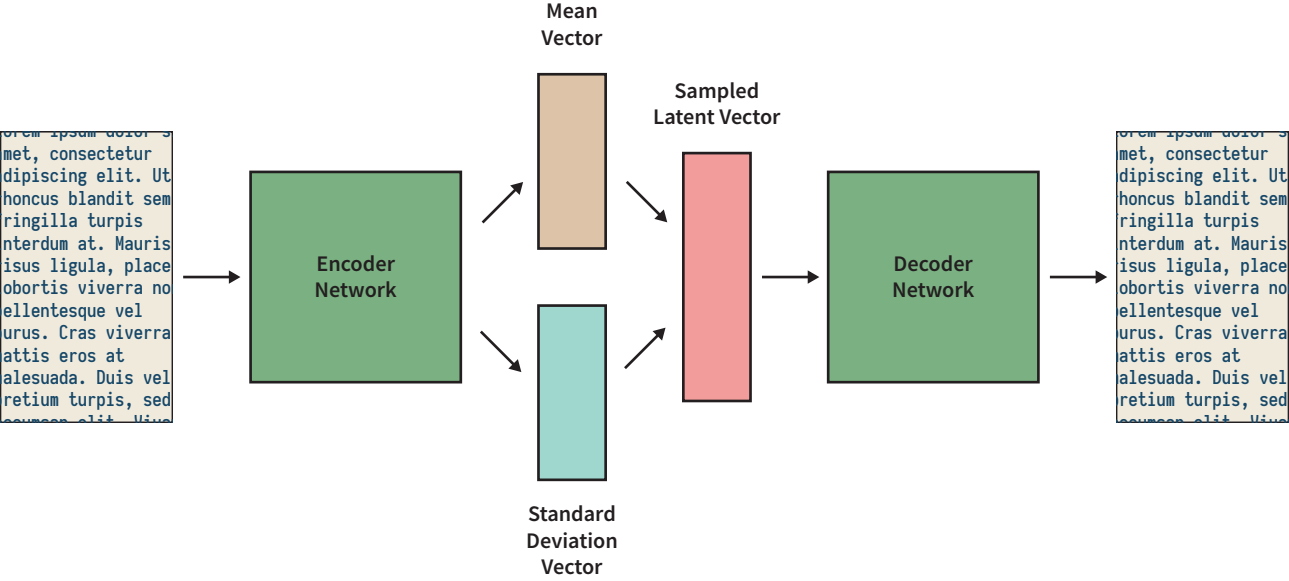 Mean
Vector
Sampled
Latent Vector
met, consectetur
dipiscing elit. Ut
honcus blandit sem
ringilla turpis
nterdum at. Mauris
isus ligula, place
obortis viverra no
ellentesque vel
urus. Cras viverra
attis eros at
alesuada. Duis vel
retium turpis, sed
Encoder
Network
Decoder
Network
met, consectetur
dipiscing elit. Ut
honcus blandit sem
ringilla turpis
nterdum at. Mauris
isus ligula, place
obortis viverra no
ellentesque vel
urus. Cras viverra
attis eros at
alesuada. Duis vel
retium turpis, sed
Standard
Deviation
Vector